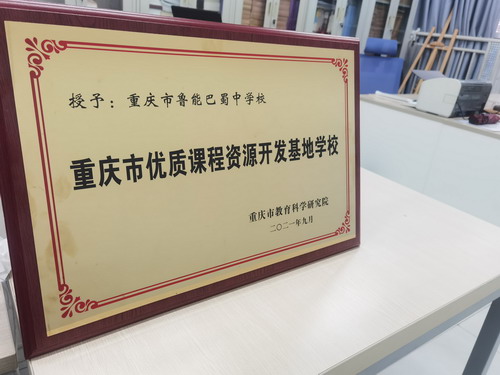 授予：重庆市鲁能巴蜀中学校
重庆市优质课程资源开发基地学校
重庆市教育科学研究院
二〇二一年九月